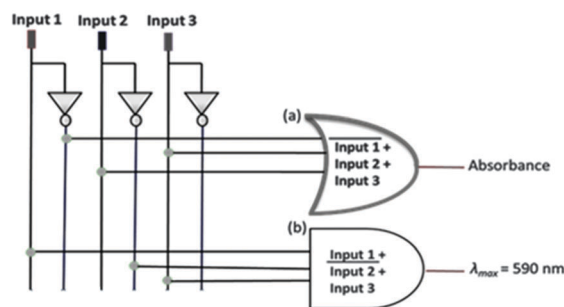 Input 1 Input 2 Input 3
(a)
Input 1 +
Input 2 +
Input 3
Absorbance
(b)
Input 1 +
Input 2 +
Input 3
λmax = 590 nm